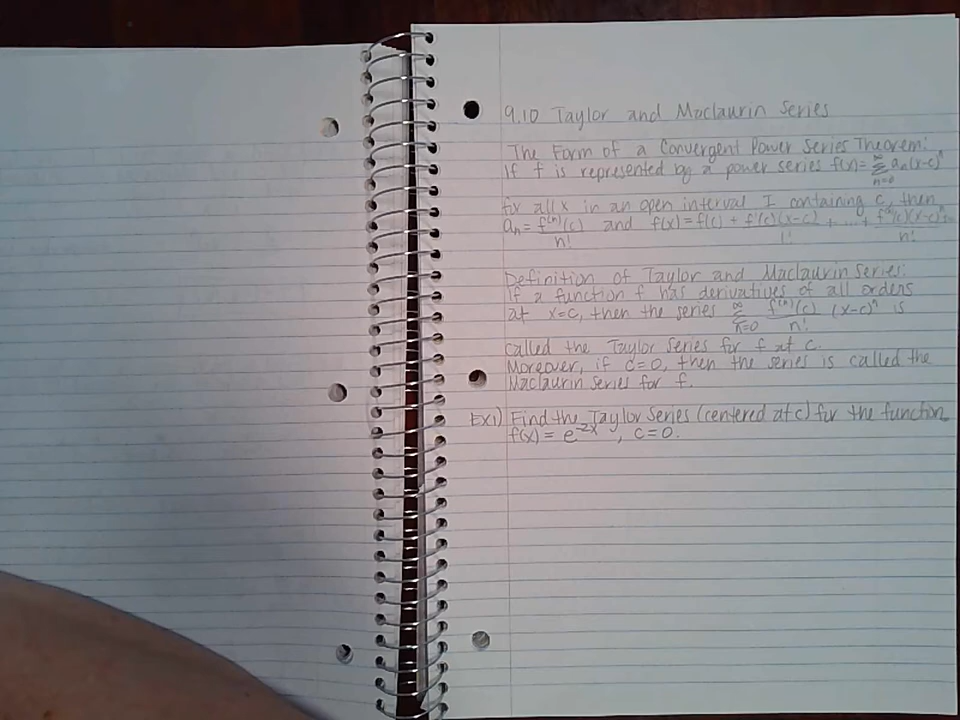 9.10 Taylor and Maclaurin Series
The Form of a Convergent Power Series Theorem:
If f is represented by a power series f(x) = ∞∑n=0 aₙ(x-c)ⁿ
for all x in an open interval I containing c, then
aₙ = f⁽ⁿ⁾(c)/n! and f(x) = f(c) + f'(c)(x-c)/1! + ... + f⁽ⁿ⁾(c)(x-c)ⁿ/n! + ...
Definition of Taylor and Maclaurin Series:
If a function f has derivatives of all orders
at x=c, then the series ∞∑n=0 f⁽ⁿ⁾(c)/n! (x-c)ⁿ is
called the Taylor Series for f at c.
Moreover, if c=0, then the series is called the
Maclaurin Series for f.
Ex1) Find the Taylor Series (centered at c) for the function
f(x) = e^-2x, c=0.